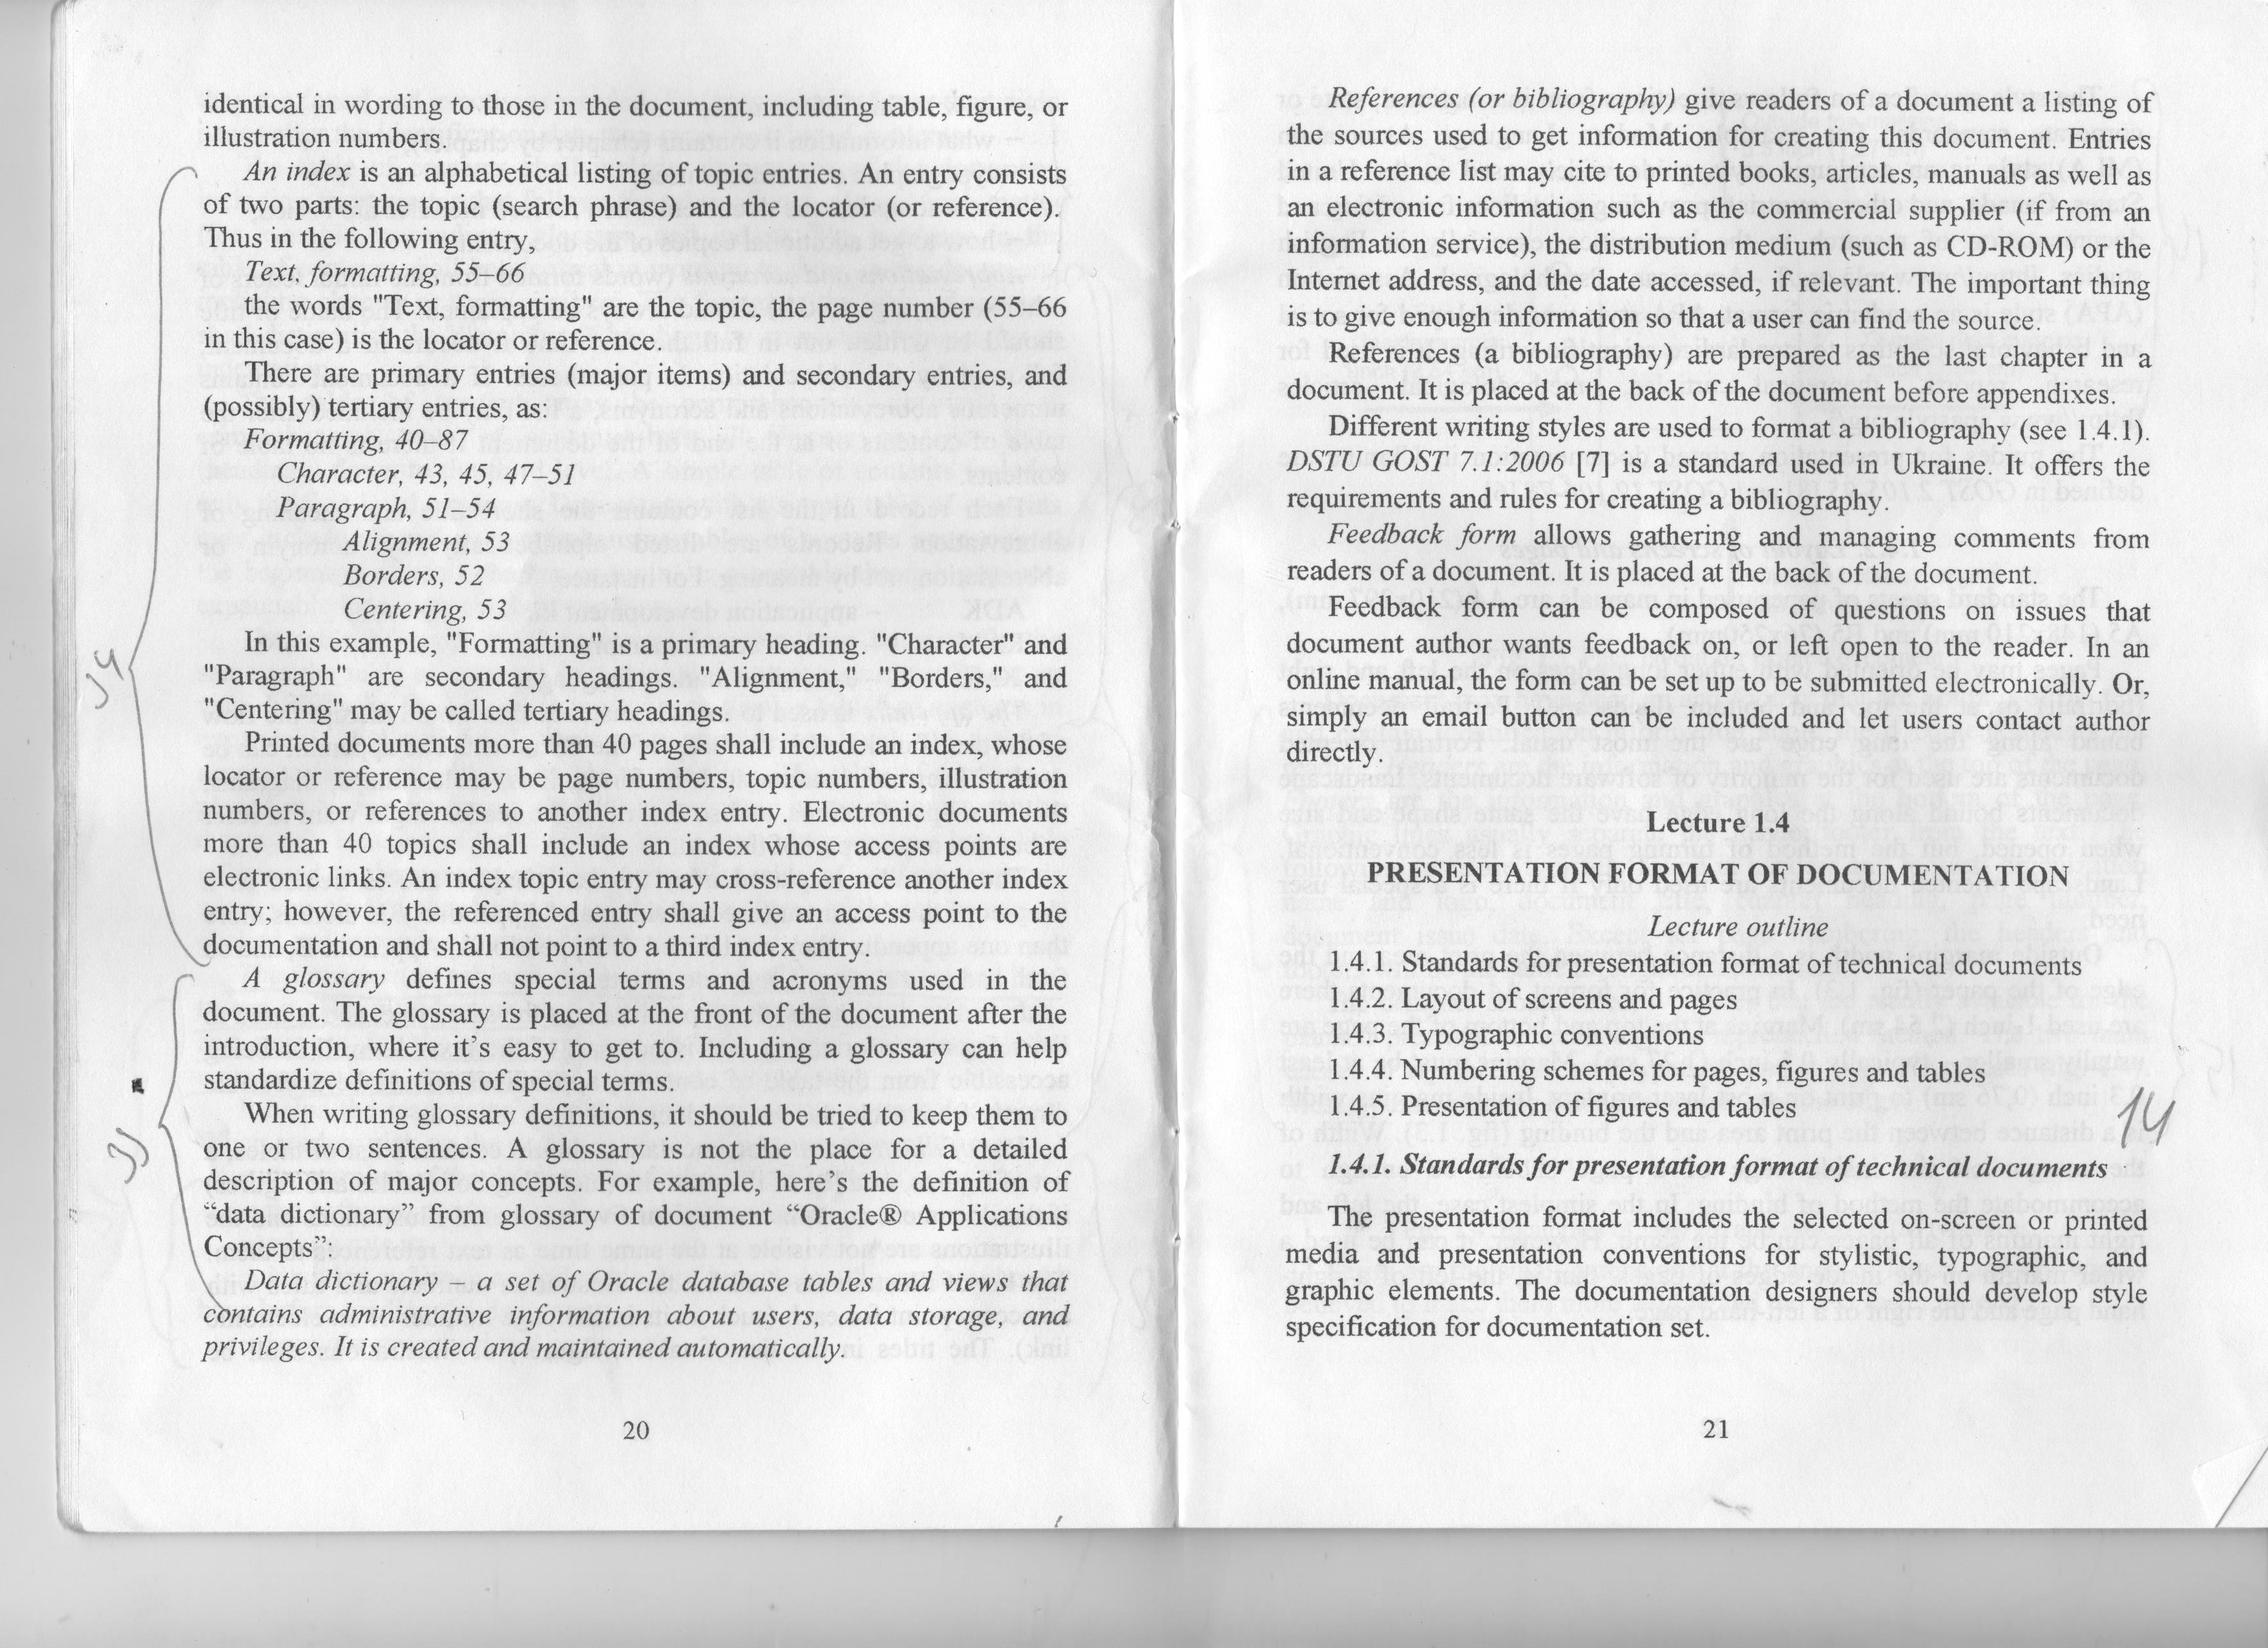 identical in wording to those in the document, including table, figure, or
illustration numbers.
An index is an alphabetical listing of topic entries. An entry consists
of two parts: the topic (search phrase) and the locator (or reference).
Thus in the following entry,
Text, formatting, 55–66
the words "Text, formatting" are the topic, the page number (55–66
in this case) is the locator or reference.
There are primary entries (major items) and secondary entries, and
(possibly) tertiary entries, as:
Formatting, 40–87
Character, 43, 45, 47–51
Paragraph, 51–54
Alignment, 53
Borders, 52
Centering, 53
In this example, "Formatting" is a primary heading. "Character" and
"Paragraph" are secondary headings. "Alignment," "Borders," and
"Centering" may be called tertiary headings.
Printed documents more than 40 pages shall include an index, whose
locator or reference may be page numbers, topic numbers, illustration
numbers, or references to another index entry. Electronic documents
more than 40 topics shall include an index whose access points are
electronic links. An index topic entry may cross-reference another index
entry; however, the referenced entry shall give an access point to the
documentation and shall not point to a third index entry.
A glossary defines special terms and acronyms used in the
document. The glossary is placed at the front of the document after the
introduction, where it’s easy to get to. Including a glossary can help
standardize definitions of special terms.
When writing glossary definitions, it should be tried to keep them to
one or two sentences. A glossary is not the place for a detailed
description of major concepts. For example, here’s the definition of
“data dictionary” from glossary of document “Oracle® Applications
Concepts”:
Data dictionary – a set of Oracle database tables and views that
contains administrative information about users, data storage, and
privileges. It is created and maintained automatically.
20
References (or bibliography) give readers of a document a listing of
the sources used to get information for creating this document. Entries
in a reference list may cite to printed books, articles, manuals as well as
an electronic information such as the commercial supplier (if from an
information service), the distribution medium (such as CD-ROM) or the
Internet address, and the date accessed, if relevant. The important thing
is to give enough information so that a user can find the source.
References (a bibliography) are prepared as the last chapter in a
document. It is placed at the back of the document before appendixes.
Different writing styles are used to format a bibliography (see 1.4.1).
DSTU GOST 7.1:2006 [7] is a standard used in Ukraine. It offers the
requirements and rules for creating a bibliography.
Feedback form allows gathering and managing comments from
readers of a document. It is placed at the back of the document.
Feedback form can be composed of questions on issues that
document author wants feedback on, or left open to the reader. In an
online manual, the form can be set up to be submitted electronically. Or,
simply an email button can be included and let users contact author
directly.
Lecture 1.4
PRESENTATION FORMAT OF DOCUMENTATION
Lecture outline
1.4.1. Standards for presentation format of technical documents
1.4.2. Layout of screens and pages
1.4.3. Typographic conventions
1.4.4. Numbering schemes for pages, figures and tables
1.4.5. Presentation of figures and tables
14
1.4.1. Standards for presentation format of technical documents
The presentation format includes the selected on-screen or printed
media and presentation conventions for stylistic, typographic, and
graphic elements. The documentation designers should develop style
specification for documentation set.
21